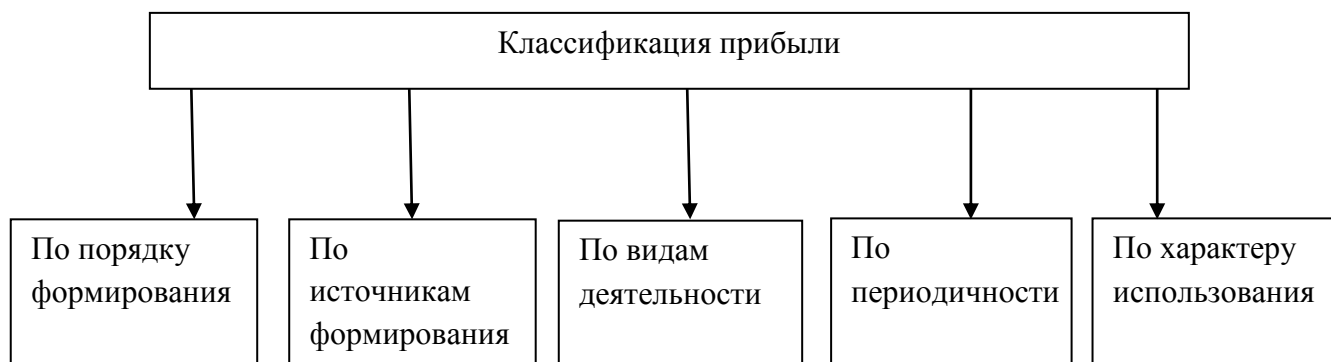 Классификация прибыли
По порядку
формирования
По
источникам
формирования
По видам
деятельности
По
периодичности
По характеру
использования